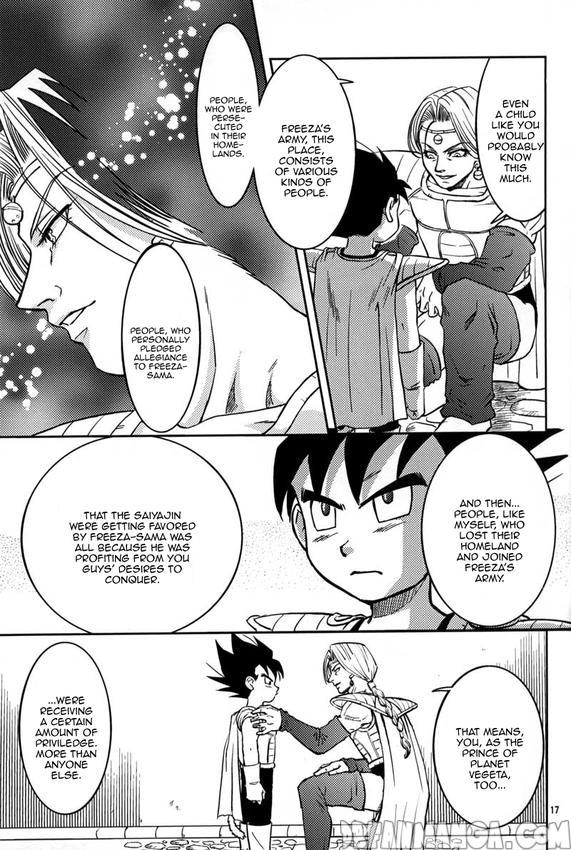 EVEN
A CHILD
LIKE YOU
WOULD
PROBABLY
KNOW
THIS
MUCH.
FREEZA'S
ARMY, THIS
PLACE,
CONSISTS
OF VARIOUS
KINDS OF
PEOPLE.
PEOPLE,
WHO WERE
PERSE-
CUTED
IN THEIR
HOME-
LANDS.
PEOPLE, WHO
PERSONALLY
PLEDGED
ALLEGIANCE
TO FREEZA-
SAMA
AND THEN...
PEOPLE, LIKE
MYSELF, WHO
LOST THEIR
HOMELAND
AND JOINED
FREEZA'S
ARMY.
THAT THE SAIYAJIN
WERE GETTING FAVORED
BY FREEZA-SAMA WAS
ALL BECAUSE HE WAS
PROFITING FROM YOU
GUYS' DESIRES TO
CONQUER.
THAT MEANS,
YOU, AS THE
PRINCE OF
PLANET
VEGETA,
TOO...
...WERE
RECEIVING
A CERTAIN
AMOUNT OF
PRIVILEDGE.
MORE THAN
ANYONE
ELSE.
17
DBFANMANGA.COM